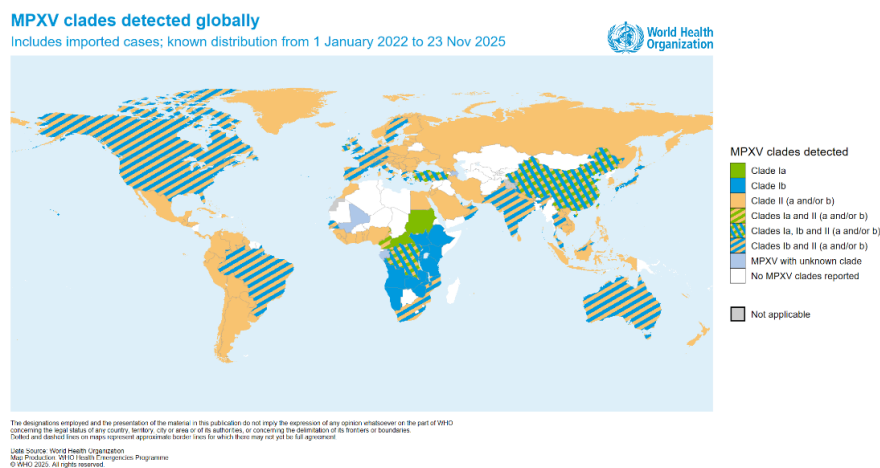 MPXV clades detected globally
Includes imported cases; known distribution from 1 January 2022 to 23 Nov 2025
World Health
Organization
MPXV clades detected
Clade Ia
Clade Ib
Clade II (a and/or b)
Clades Ia and II (a and/or b)
Clades Ia, Ib and II (a and/or b)
Clades Ib and II (a and/or b)
MPXV with unknown clade
No MPXV clades reported
Not applicable
The designations employed and the presentation of the material in this publication do not imply the expression of any opinion whatsoever on the part of WHO
concerning the legal status of any country, territory, city or area or of its authorities, or concerning the delimitation of its frontiers or boundaries.
Dotted and dashed lines on maps represent approximate border lines for which there may not yet be full agreement.
Data Source: World Health Organization
Map Production: WHO Health Emergencies Programme
© WHO 2025. All rights reserved.